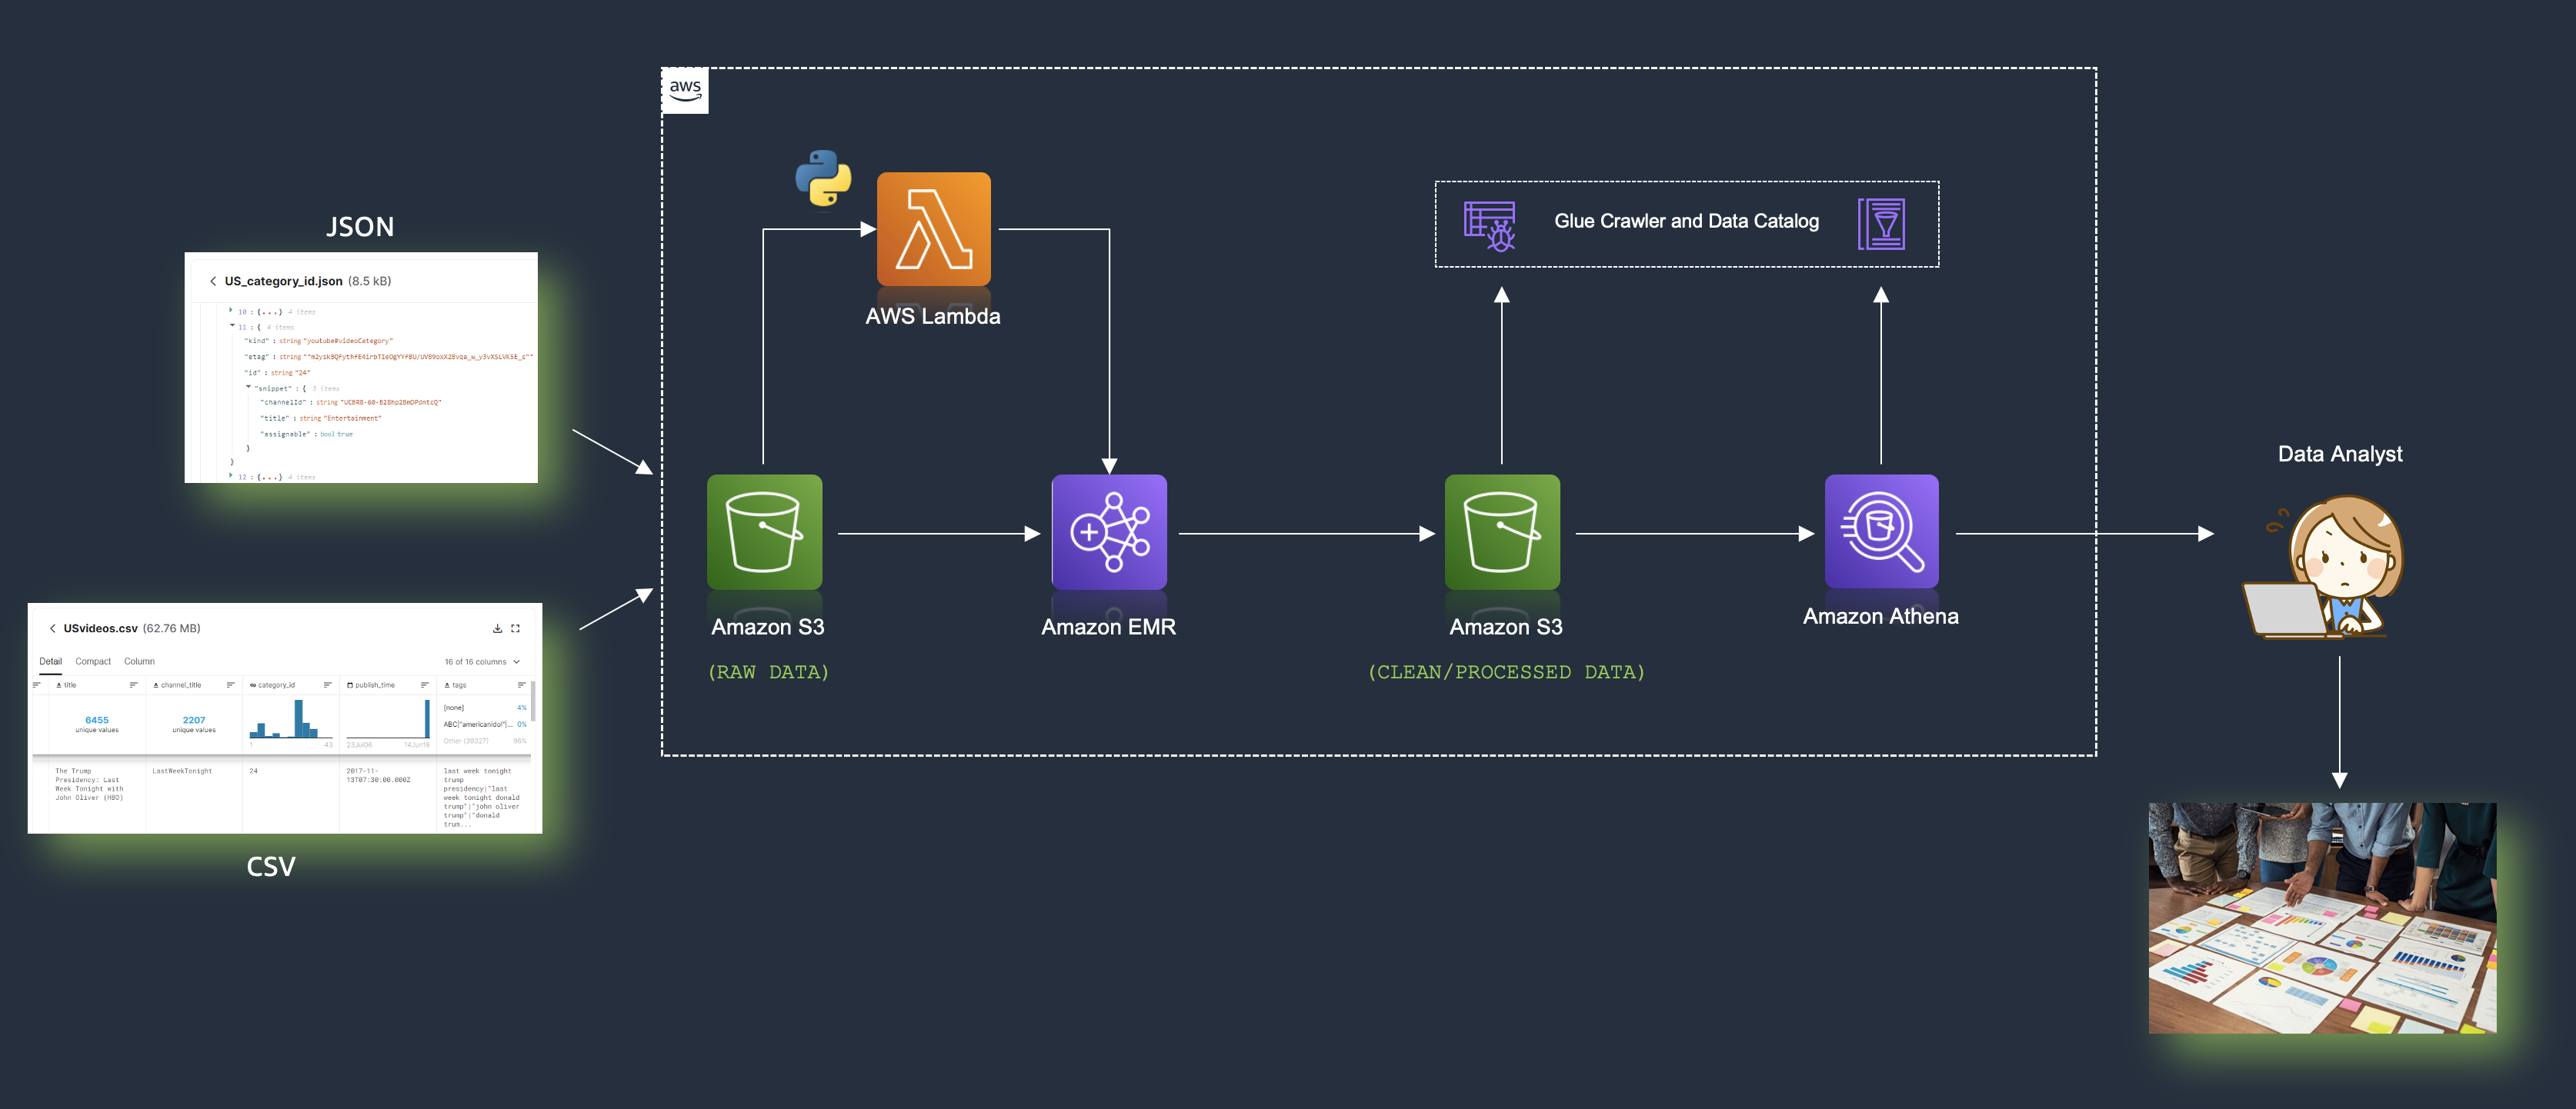 aws
JSON
US_category_id.json (8.5 kB)
10 : {...} 4 items
11 : { 4 items
"kind" : string "youtube#videoCategory"
"etag" : string
"id" : string "24"
"snippet" : { 3 items
"channelId" : string
"title" : string "Entertainment"
"assignable" : bool true
}
}
12 : {...} 4 items
AWS Lambda
Glue Crawler and Data Catalog
Data Analyst
USvideos.csv (62.76 MB)
Detail Compact Column
16 of 16 columns
title channel_title category_id publish_time tags
6455
unique values
2207
unique values
1 43
23Jul06 14Jun18
[none] 4%
ABC|"americanidol"|... 0%
Other (39327) 96%
The Trump
Presidency: Last
Week Tonight with
John Oliver (HBO)
LastWeekTonight
24
2017-11-
13T07:30:00.000Z
last week tonight
trump
presidency|"last
week tonight donald
trump"|"john oliver
trump"|"donald
trum...
CSV
Amazon S3
(RAW DATA)
Amazon EMR
Amazon S3
(CLEAN/PROCESSED DATA)
Amazon Athena